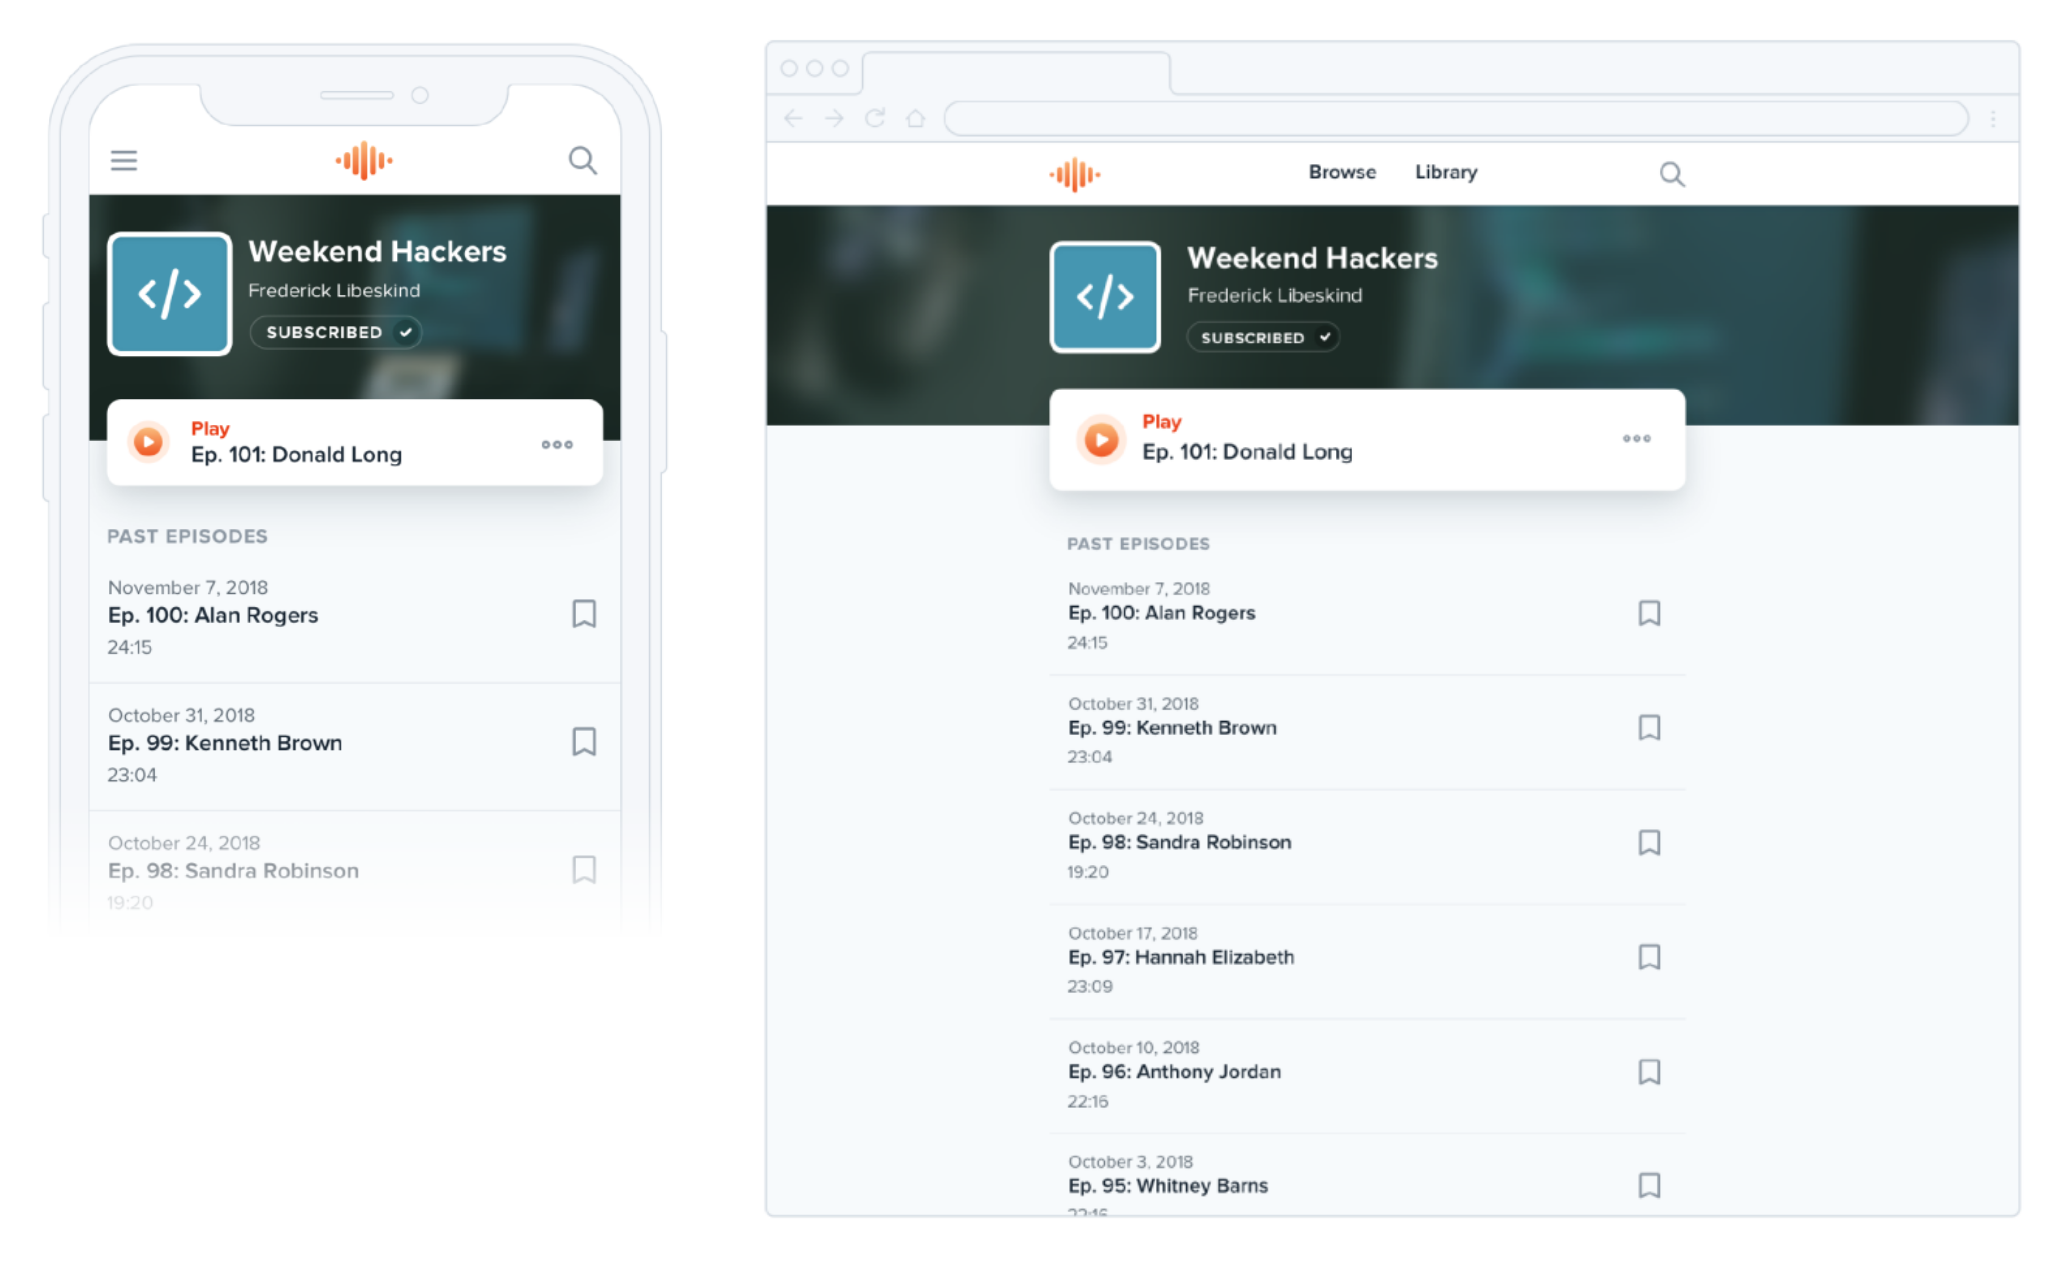 Weekend Hackers
Frederick Libeskind
SUBSCRIBED
Play
Ep. 101: Donald Long
PAST EPISODES
November 7, 2018
Ep. 100: Alan Rogers
24:15
October 31, 2018
Ep. 99: Kenneth Brown
23:04
October 24, 2018
Ep. 98: Sandra Robinson
19:20
Browse Library
Weekend Hackers
Frederick Libeskind
SUBSCRIBED
Play
Ep. 101: Donald Long
PAST EPISODES
November 7, 2018
Ep. 100: Alan Rogers
24:15
October 31, 2018
Ep. 99: Kenneth Brown
23:04
October 24, 2018
Ep. 98: Sandra Robinson
19:20
October 17, 2018
Ep. 97: Hannah Elizabeth
23:09
October 10, 2018
Ep. 96: Anthony Jordan
22:16
October 3, 2018
Ep. 95: Whitney Barns